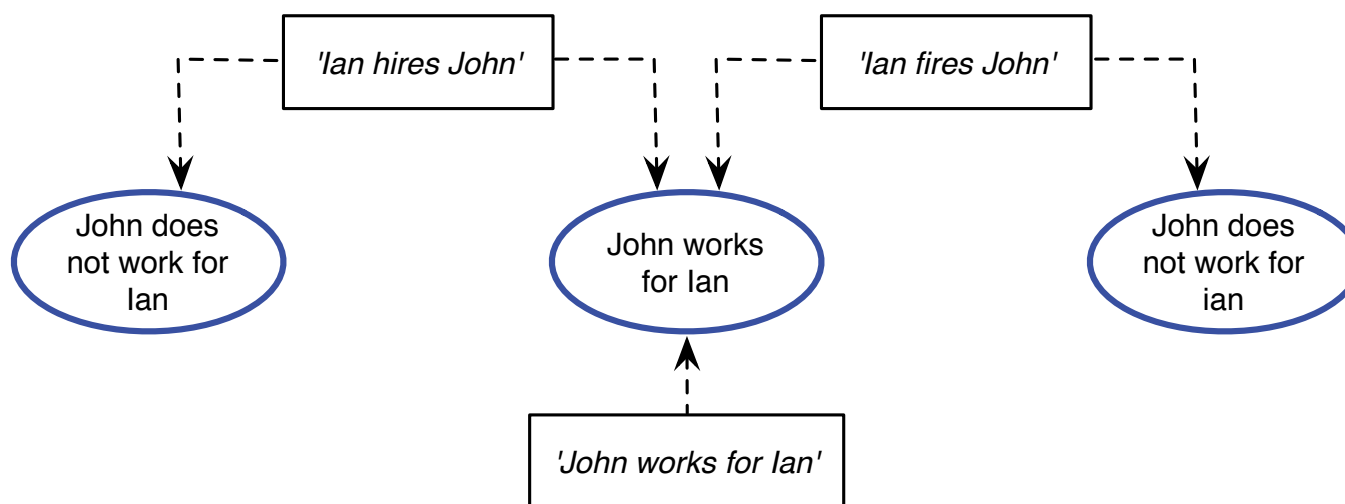 'Ian hires John'
'Ian fires John'
John does
not work for
Ian
John works
for Ian
John does
not work for
ian
'John works for Ian'